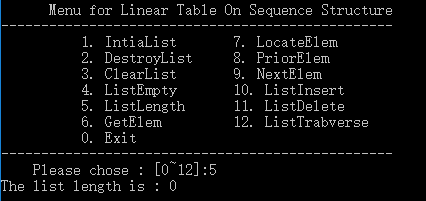 Menu for Linear Table On Sequence Structure
-------------------------------------------------
1. IntiaList 7. LocateElem
2. DestroyList 8. PriorElem
3. ClearList 9. NextElem
4. ListEmpty 10. ListInsert
5. ListLength 11. ListDelete
6. GetElem 12. ListTrabverse
0. Exit
-------------------------------------------------
Please chose : [0~12]:5
The list length is : 0